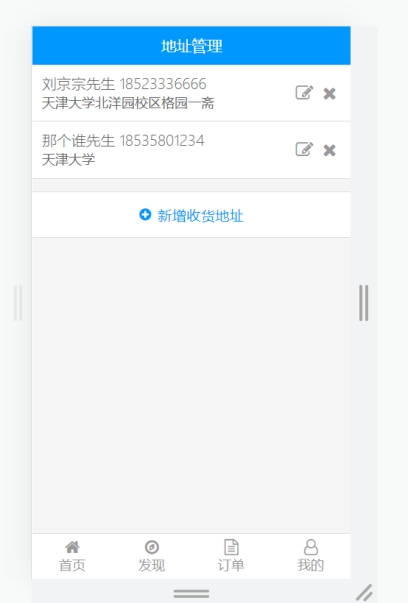 地址管理
刘京宗先生 18523336666
天津大学北洋园校区格园一斋
那个谁先生 18535801234
天津大学
新增收货地址
首页 发现 订单 我的